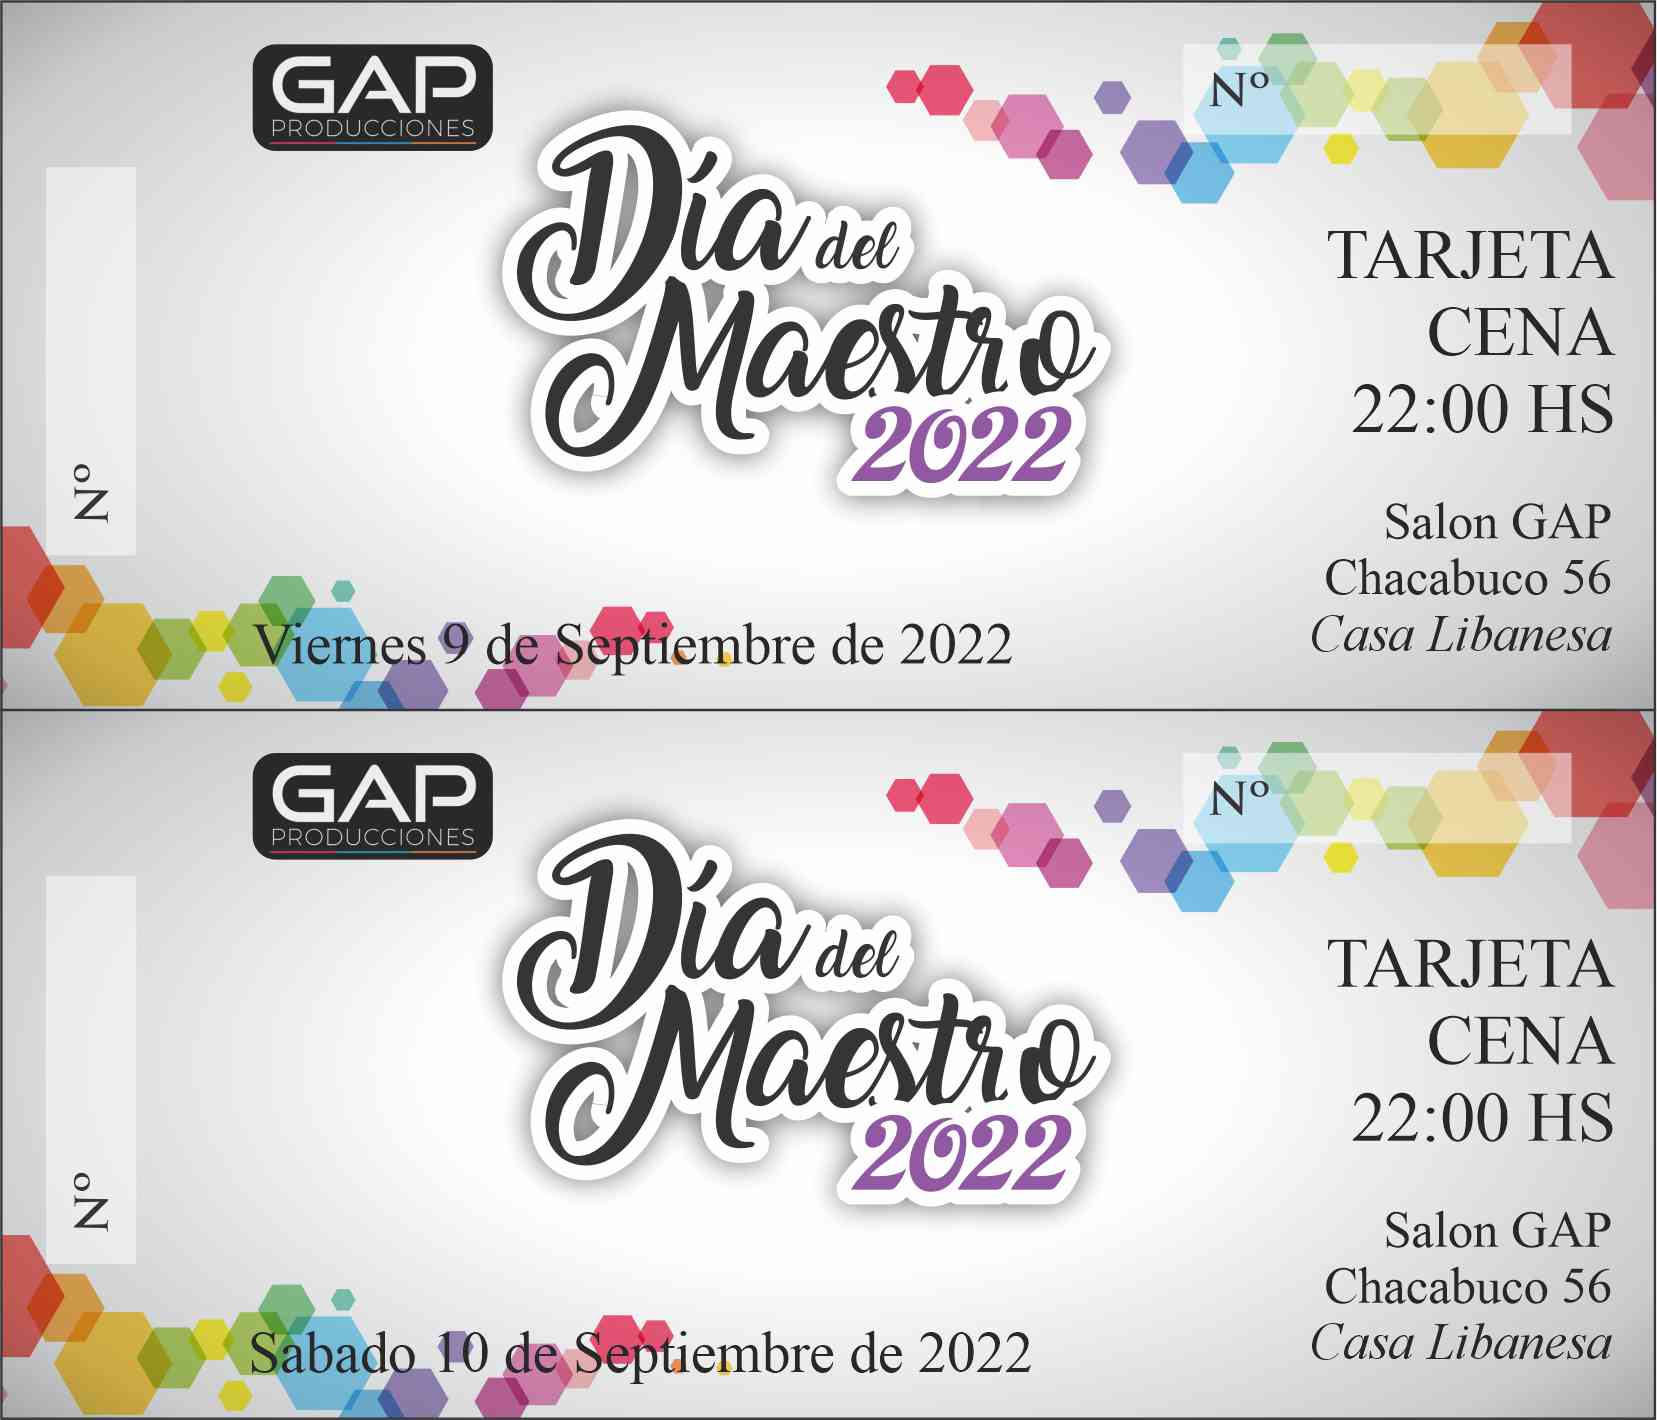 GAP
PRODUCCIONES
Nº
Día del
Maestro
2022
TARJETA
CENA
22:00 HS
Nº
Salon GAP
Chacabuco 56
Casa Libanesa
Viernes 9 de Septiembre de 2022
GAP
PRODUCCIONES
Nº
Día del
Maestro
2022
TARJETA
CENA
22:00 HS
Nº
Salon GAP
Chacabuco 56
Casa Libanesa
Sabado 10 de Septiembre de 2022